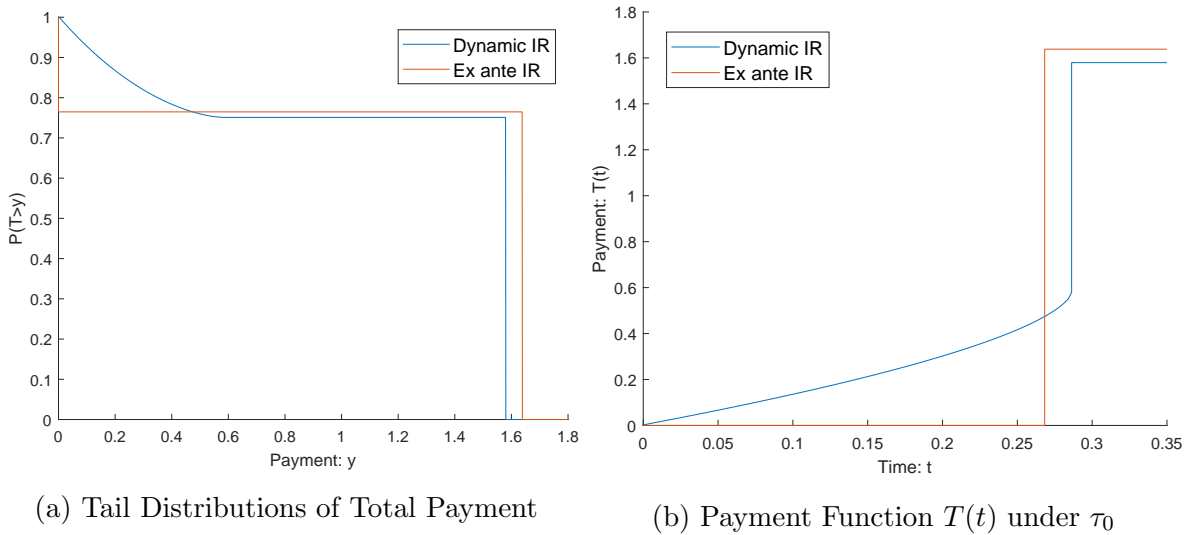 Dynamic IR
Ex ante IR
P(T>y)
1
0.9
0.8
0.7
0.6
0.5
0.4
0.3
0.2
0.1
0
0 0.2 0.4 0.6 0.8 1 1.2 1.4 1.6 1.8
Payment: y
(a) Tail Distributions of Total Payment
Dynamic IR
Ex ante IR
Payment: T(t)
1.8
1.6
1.4
1.2
1
0.8
0.6
0.4
0.2
0
0 0.05 0.1 0.15 0.2 0.25 0.3 0.35
Time: t
(b) Payment Function T(t) under τ₀